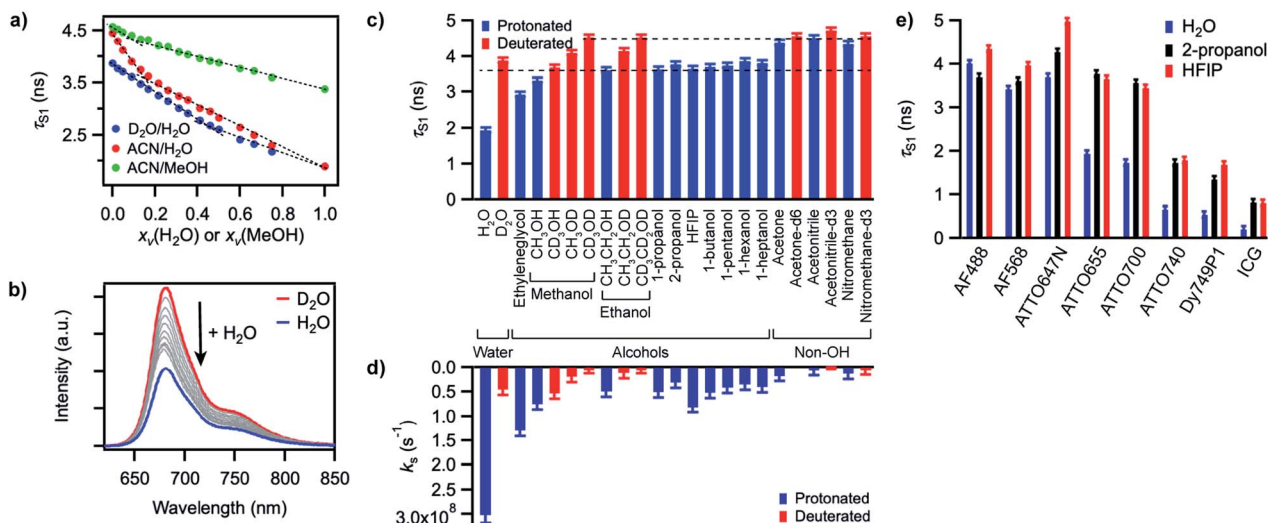 a)
4.5
3.5
2.5
τS1 (ns)
D2O/H2O
ACN/H2O
ACN/MeOH
0.0 0.2 0.4 0.6 0.8 1.0
xv(H2O) or xv(MeOH)
b)
D2O
H2O
+ H2O
Intensity (a.u.)
650 700 750 800 850
Wavelength (nm)
c)
Protonated
Deuterated
5
4
3
2
1
0
τS1 (ns)
H2O
D2O
Ethyleneglyol
CH3OH
CD3OH
CH3OD
CD3OD
CH3CH2OH
CH3CH2OD
CD3CD2OD
1-propanol
2-propanol
HFIP
1-butanol
1-pentanol
1-hexanol
1-heptanol
Acetone
Acetone-d6
Acetonitrile
Acetonitrile-d3
Nitromethane
Nitromethane-d3
Methanol
Ethanol
Water
Alcohols
Non-OH
d)
0.0
0.5
1.0
1.5
2.0
2.5
3.0x10^8
ks (s^-1)
Protonated
Deuterated
e)
H2O
2-propanol
HFIP
5
4
3
2
1
0
τS1 (ns)
AF488
AF568
ATTO647N
ATTO655
ATTO700
ATTO740
Dy749P1
ICG